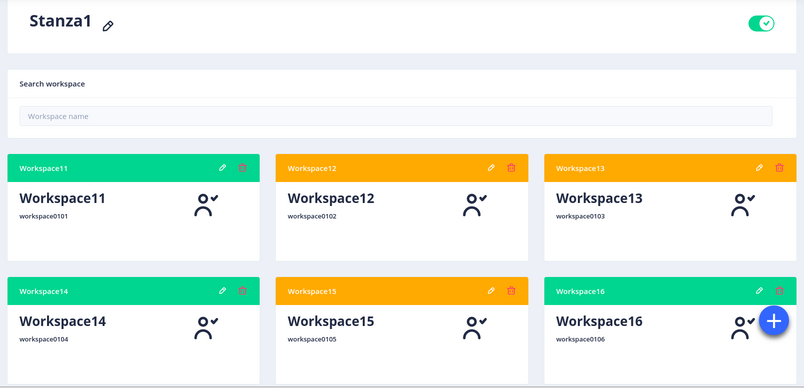 Stanza1
Search workspace
Workspace name
Workspace11
Workspace12
Workspace13
Workspace11
Workspace12
Workspace13
workspace0101
workspace0102
workspace0103
Workspace14
Workspace15
Workspace16
Workspace14
Workspace15
Workspace16
workspace0104
workspace0105
workspace0106